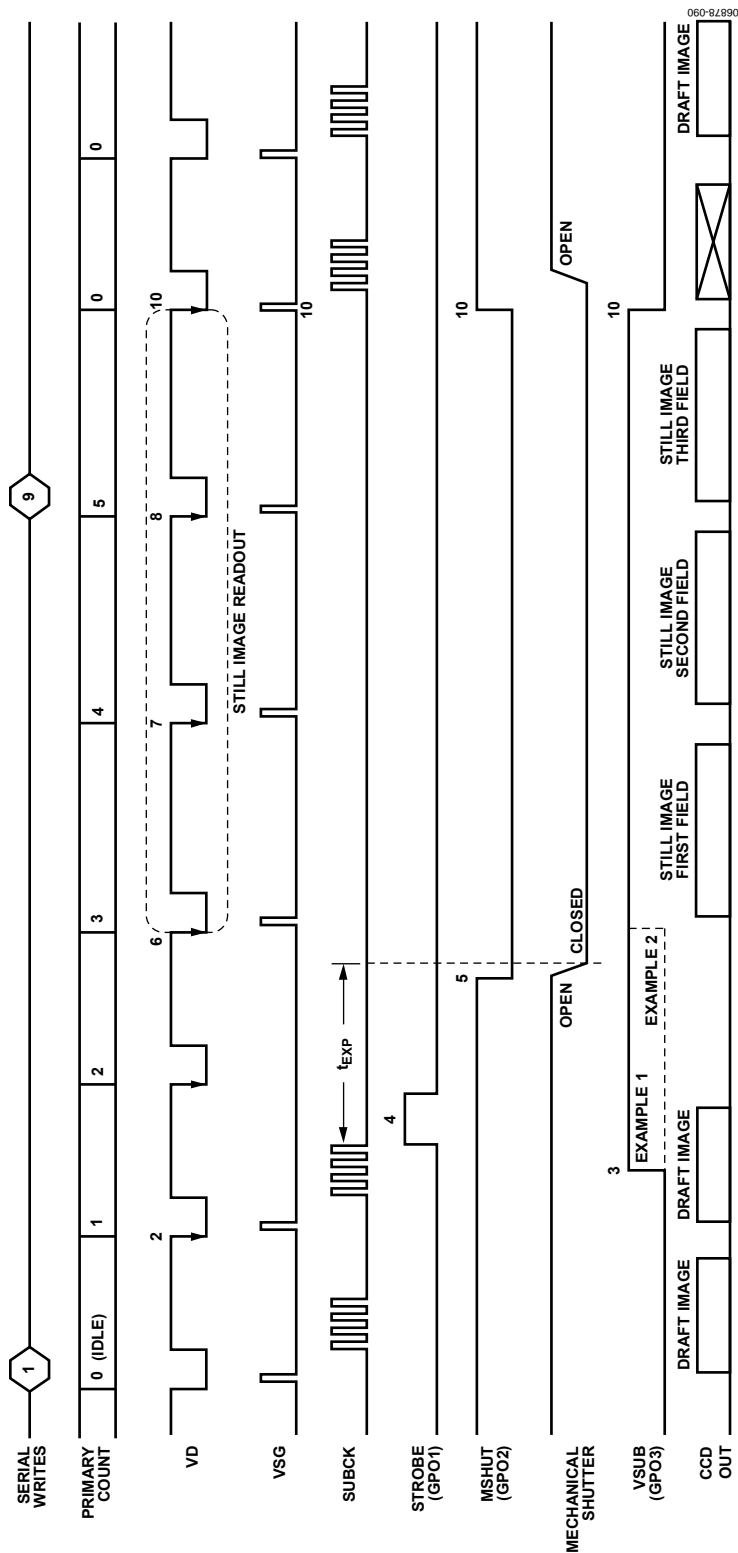 SERIAL
WRITES
1
9
PRIMARY
COUNT
0 (IDLE)
1
2
3
4
5
0
0
VD
2
6
7
8
10
STILL IMAGE READOUT
VSG
10
SUBCK
tEXP
STROBE
(GPO1)
4
MSHUT
(GPO2)
5
10
MECHANICAL
SHUTTER
OPEN
CLOSED
OPEN
VSUB
(GPO3)
3
EXAMPLE 1
EXAMPLE 2
10
CCD
OUT
DRAFT IMAGE
DRAFT IMAGE
STILL IMAGE
FIRST FIELD
STILL IMAGE
SECOND FIELD
STILL IMAGE
THIRD FIELD
DRAFT IMAGE
06878-090